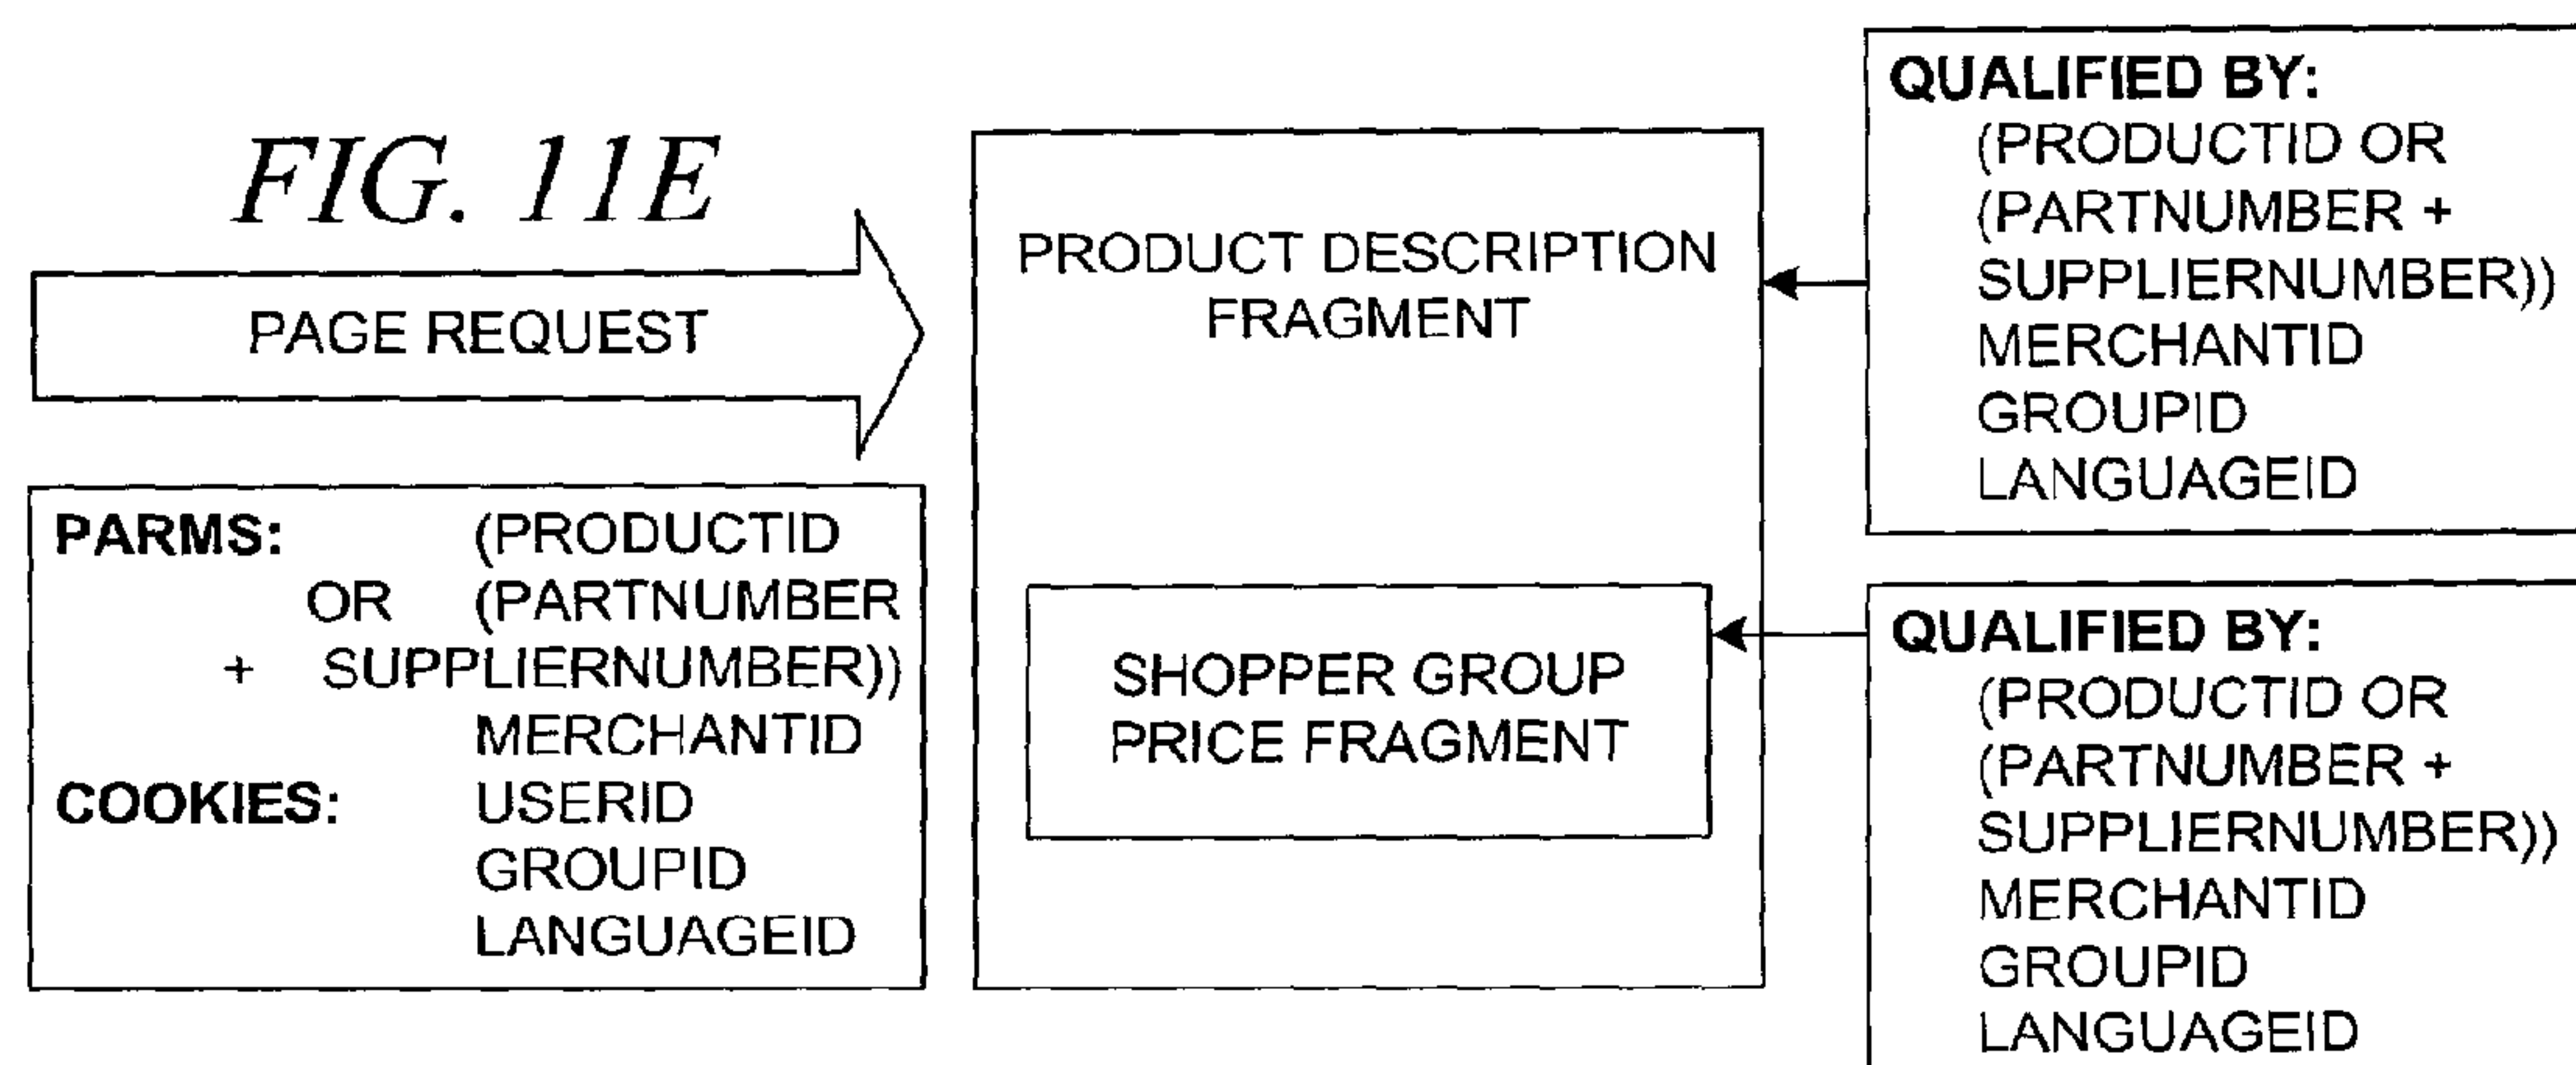 FIG. 11E
PAGE REQUEST
PARMS: (PRODUCTID
OR (PARTNUMBER
+ SUPPLIERNUMBER))
MERCHANTID
COOKIES: USERID
GROUPID
LANGUAGEID
PRODUCT DESCRIPTION
FRAGMENT
SHOPPER GROUP
PRICE FRAGMENT
QUALIFIED BY:
(PRODUCTID OR
(PARTNUMBER +
SUPPLIERNUMBER))
MERCHANTID
GROUPID
LANGUAGEID
QUALIFIED BY:
(PRODUCTID OR
(PARTNUMBER +
SUPPLIERNUMBER))
MERCHANTID
GROUPID
LANGUAGEID